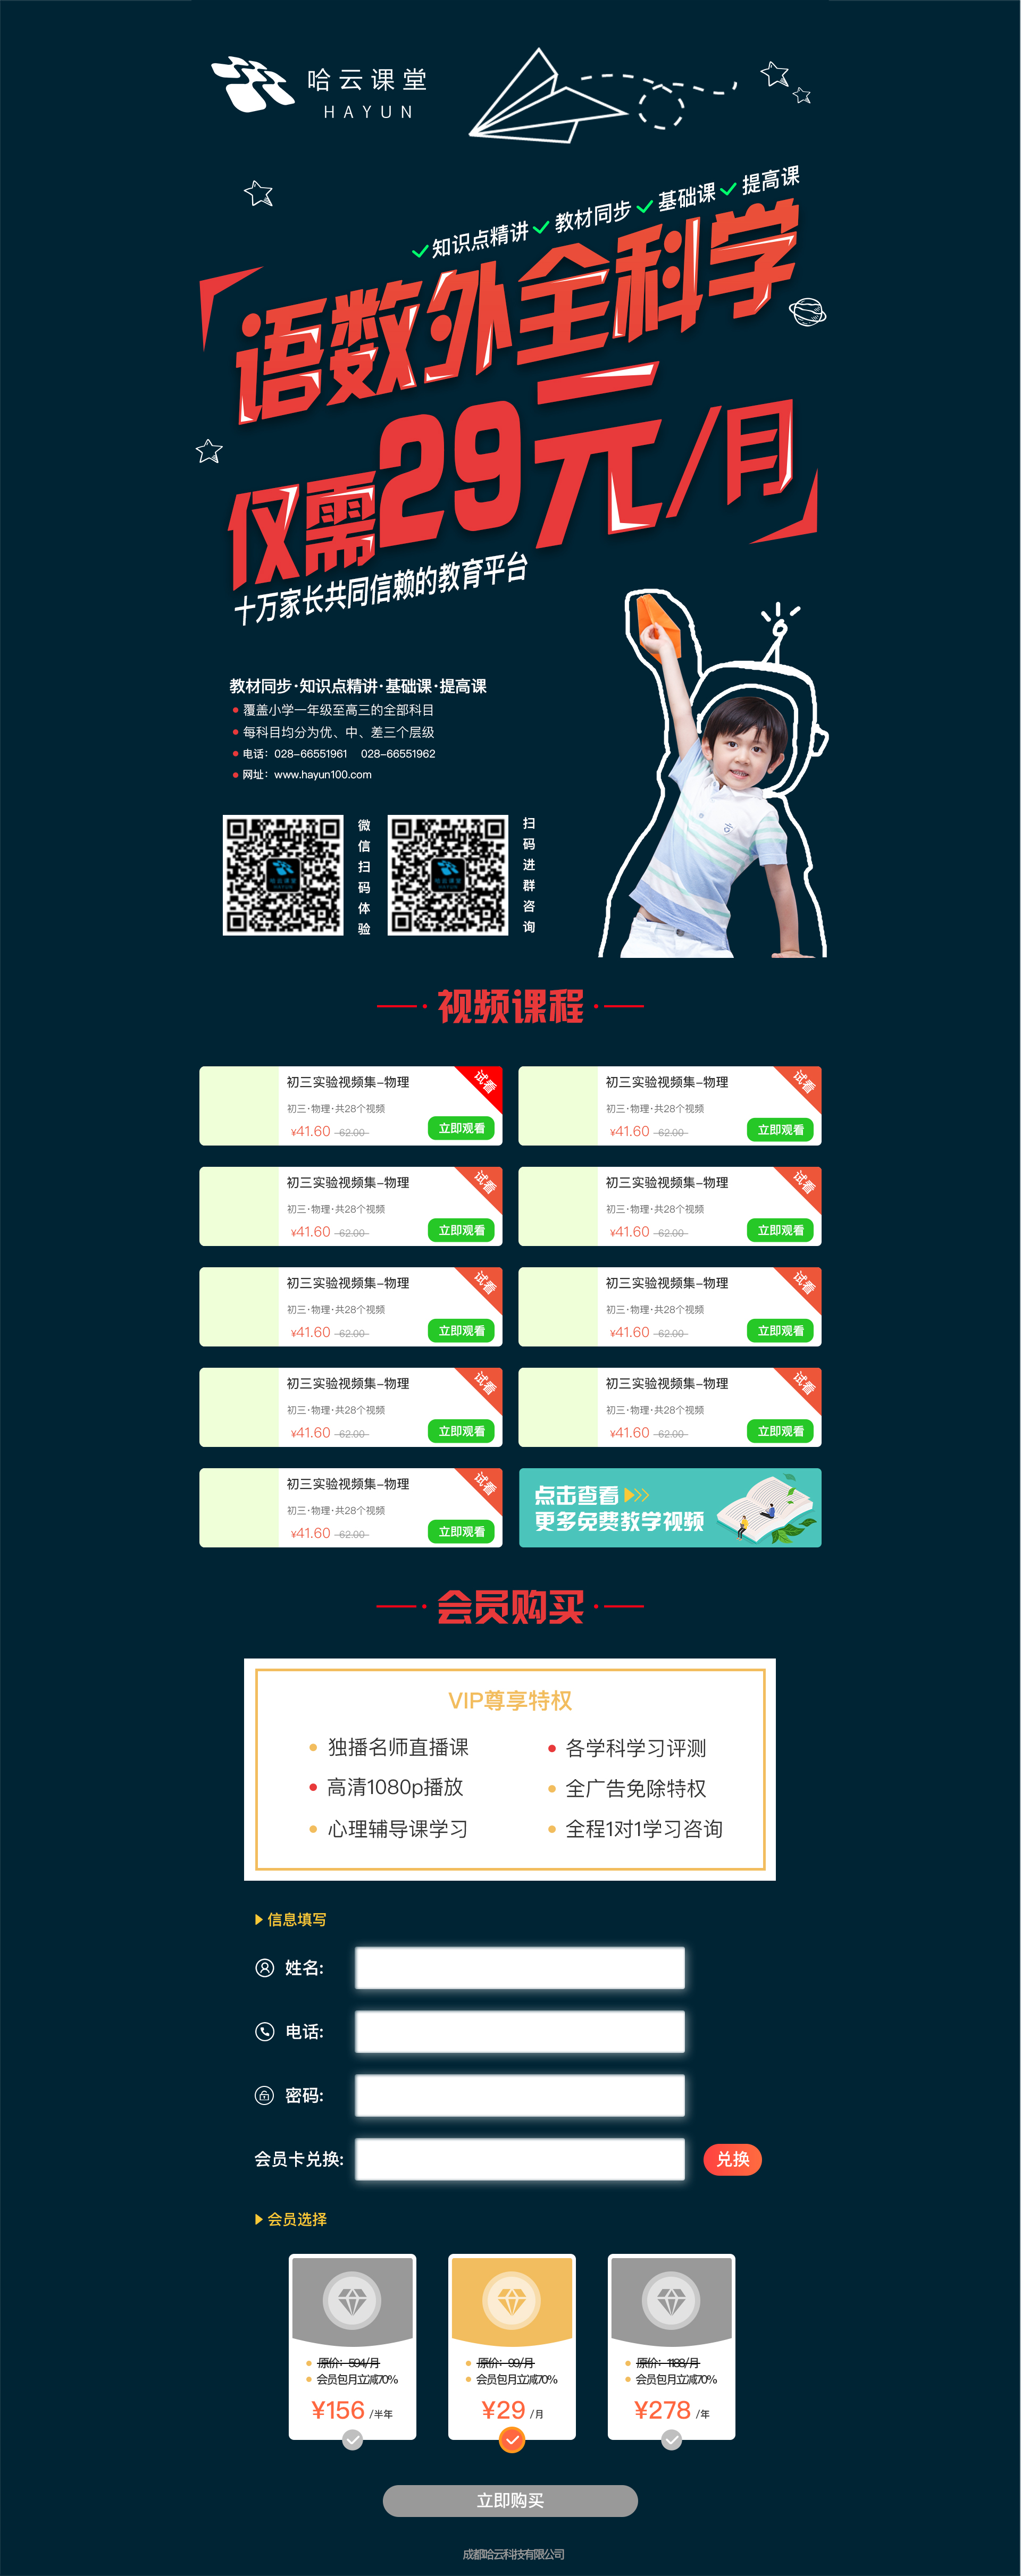 哈云课堂
HAYUN
知识点精讲 教材同步 基础课 提高课
语数外全科学
仅需29元/月
十万家长共同信赖的教育平台
教材同步·知识点精讲·基础课·提高课
覆盖小学一年级至高三的全部科目
每科目均分为优、中、差三个层级
电话：028-66551961 028-66551962
网址：www.hayun100.com
微信扫码体验
扫码进群咨询
视频课程
初三实验视频集-物理
试看
初三·物理·共28个视频
¥41.60 62.00
立即观看
初三实验视频集-物理
试看
初三·物理·共28个视频
¥41.60 62.00
立即观看
初三实验视频集-物理
试看
初三·物理·共28个视频
¥41.60 62.00
立即观看
初三实验视频集-物理
试看
初三·物理·共28个视频
¥41.60 62.00
立即观看
初三实验视频集-物理
试看
初三·物理·共28个视频
¥41.60 62.00
立即观看
初三实验视频集-物理
试看
初三·物理·共28个视频
¥41.60 62.00
立即观看
初三实验视频集-物理
试看
初三·物理·共28个视频
¥41.60 62.00
立即观看
初三实验视频集-物理
试看
初三·物理·共28个视频
¥41.60 62.00
立即观看
初三实验视频集-物理
试看
初三·物理·共28个视频
¥41.60 62.00
立即观看
点击查看
更多免费教学视频
会员购买
VIP尊享特权
独播名师直播课
各学科学习评测
高清1080p播放
全广告免除特权
心理辅导课学习
全程1对1学习咨询
信息填写
姓名:
电话:
密码:
会员卡兑换:
兑换
会员选择
原价：594/月
会员包月立减70%
¥156 /半年
原价：99/月
会员包月立减70%
¥29 /月
原价：1188/月
会员包月立减70%
¥278 /年
立即购买
成都哈云科技有限公司